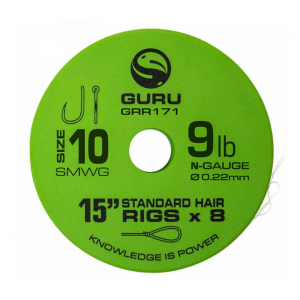 GURU
GRR171
SIZE 10
SMWG
9lb
N-GAUGE
Ø 0.22mm
15” STANDARD HAIR
RIGS x 8
KNOWLEDGE IS POWER